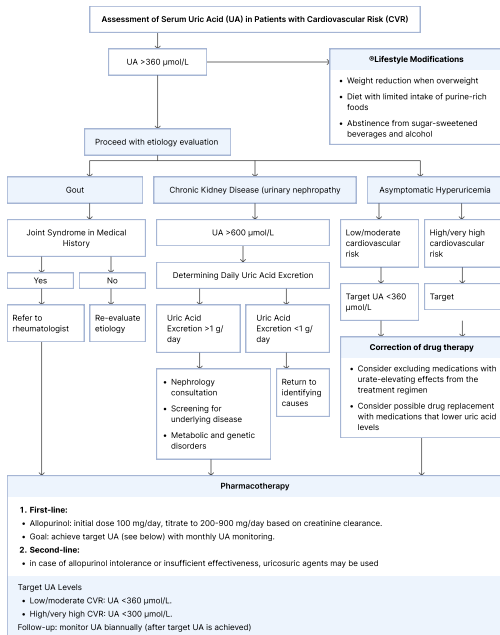 Assessment of Serum Uric Acid (UA) in Patients with Cardiovascular Risk (CVR)
UA >360 μmol/L
®Lifestyle Modifications
• Weight reduction when overweight
• Diet with limited intake of purine-rich
foods
• Abstinence from sugar-sweetened
beverages and alcohol
Proceed with etiology evaluation
Gout
Chronic Kidney Disease (urinary nephropathy
Asymptomatic Hyperuricemia
Joint Syndrome in Medical
History
Yes
No
Refer to
rheumatologist
Re-evaluate
etiology
UA >600 μmol/L
Determining Daily Uric Acid Excretion
Uric Acid
Excretion >1 g/
day
Uric Acid
Excretion <1 g/
day
• Nephrology
consultation
• Screening for
underlying disease
• Metabolic and genetic
disorders
Return to
identifying
causes
Low/moderate
cardiovascular
risk
High/very high
cardiovascular
risk
Target UA <360
μmol/L
Target
Correction of drug therapy
• Consider excluding medications with
urate-elevating effects from the
treatment regimen
• Consider possible drug replacement
with medications that lower uric acid
levels
Pharmacotherapy
1. First-line:
• Allopurinol: initial dose 100 mg/day, titrate to 200-900 mg/day based on creatinine clearance.
• Goal: achieve target UA (see below) with monthly UA monitoring.
2. Second-line:
• in case of allopurinol intolerance or insufficient effectiveness, uricosuric agents may be used
Target UA Levels
• Low/moderate CVR: UA <360 μmol/L.
• High/very high CVR: UA <300 μmol/L.
Follow-up: monitor UA biannually (after target UA is achieved)